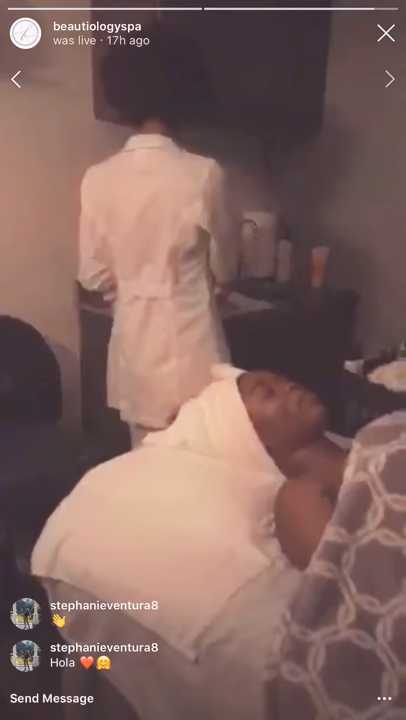 beautiologyspa
was live · 17h ago
stephanieventura8
👋
stephanieventura8
Hola ❤️🤗
Send Message